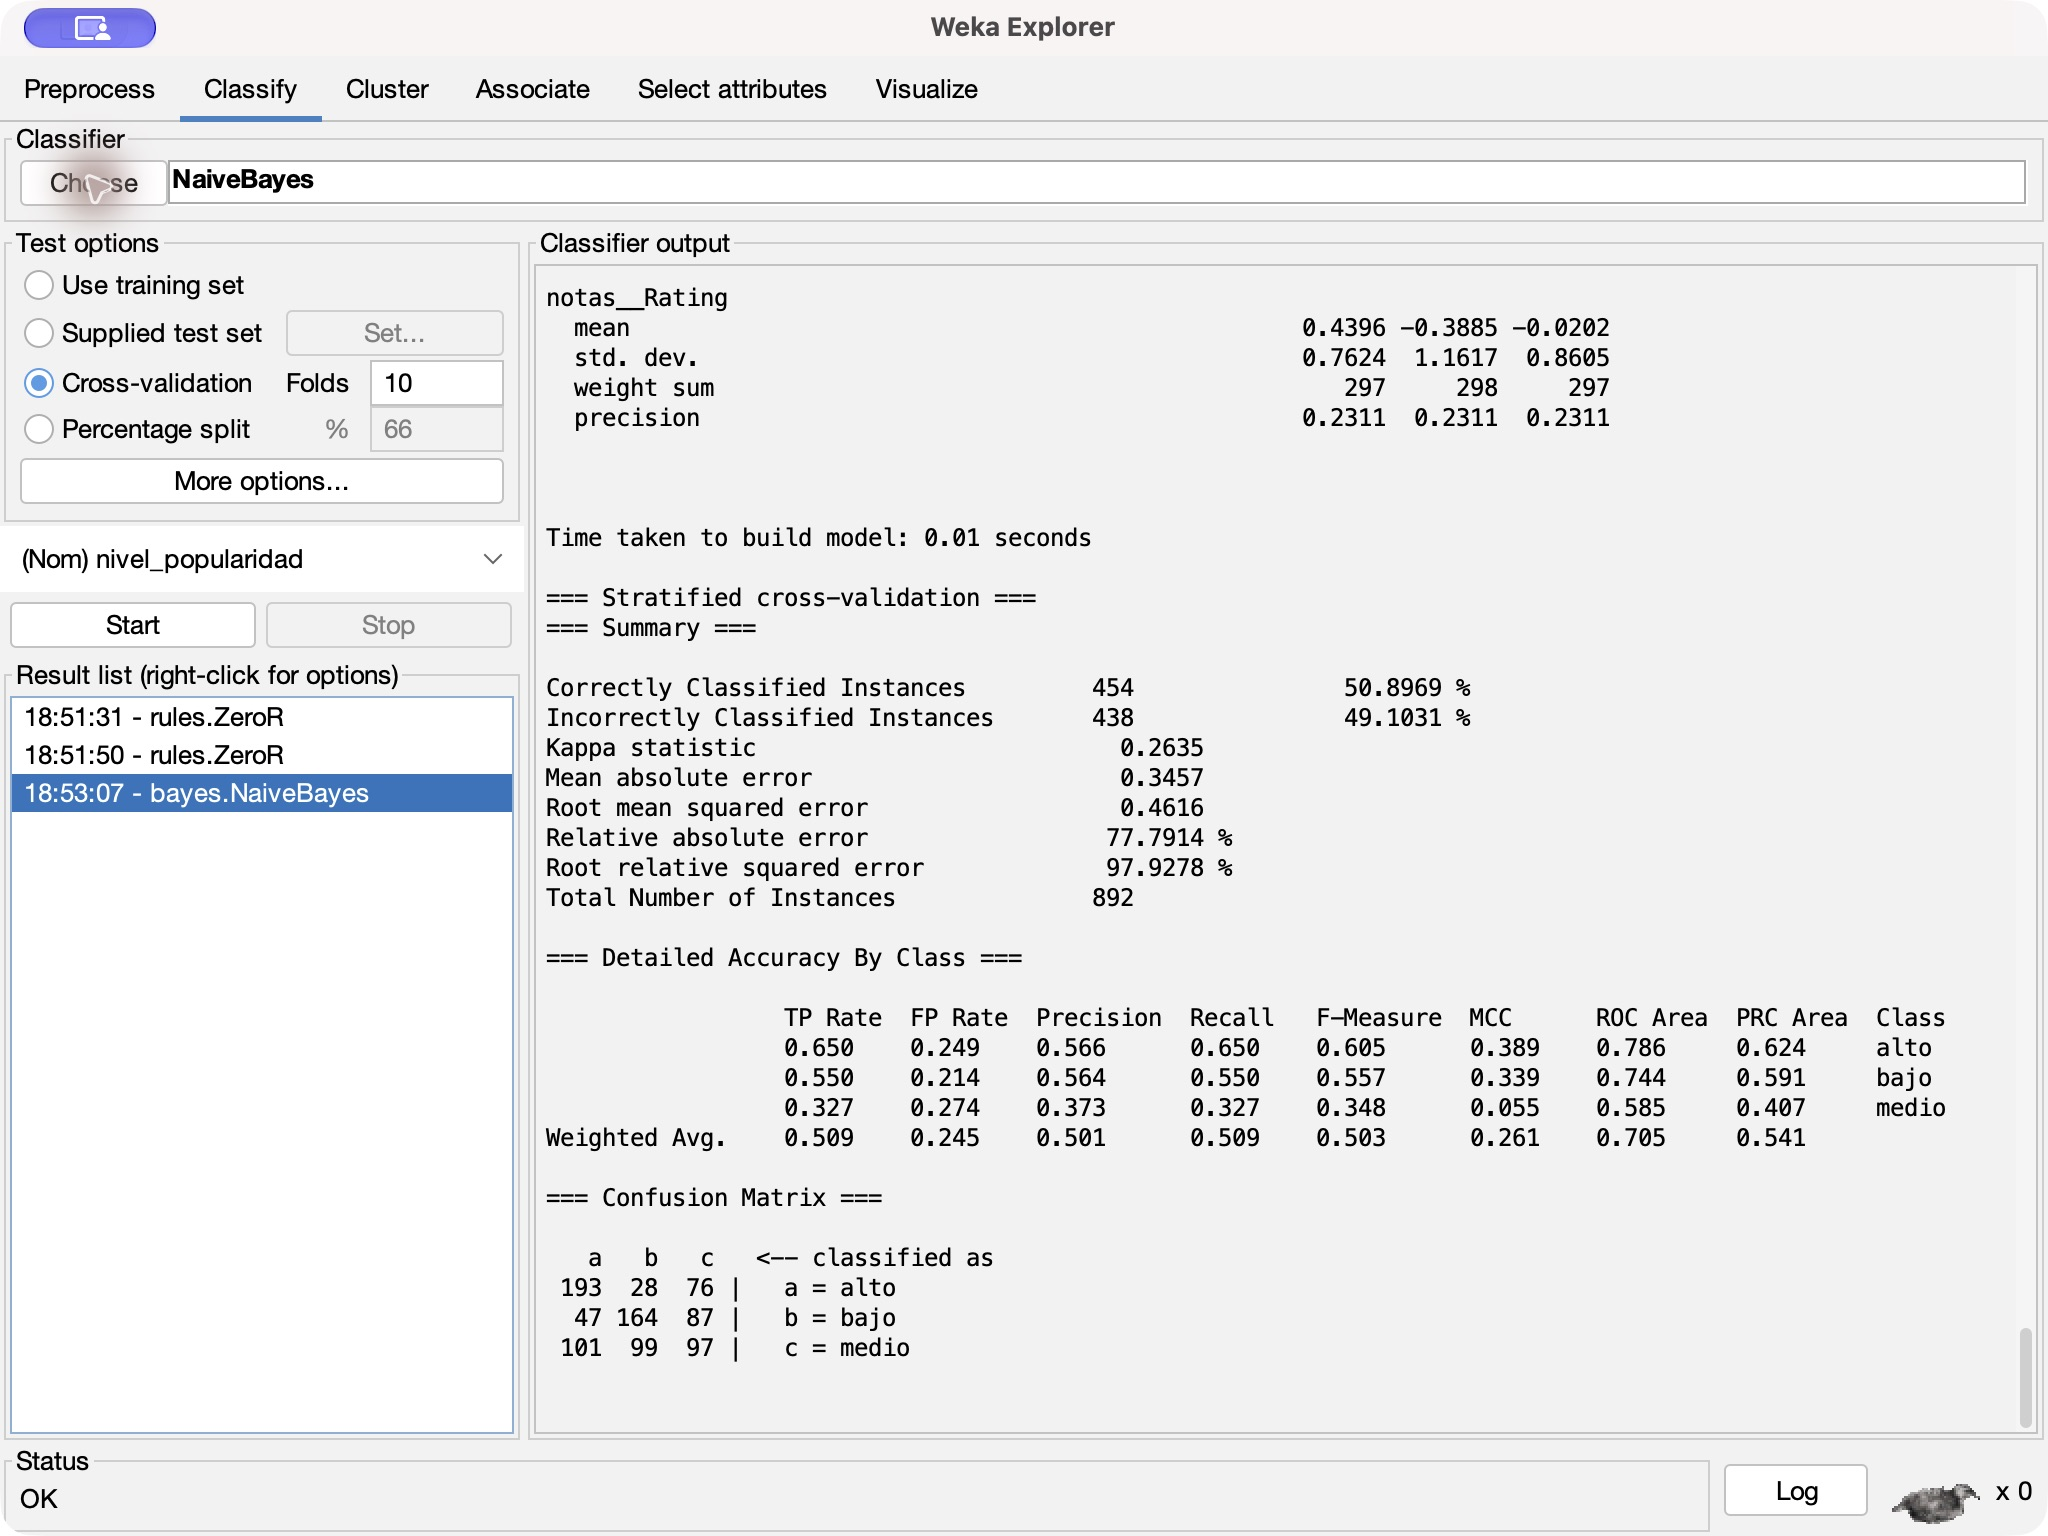 Weka Explorer
Preprocess Classify Cluster Associate Select attributes Visualize
Classifier
Choose NaiveBayes
Test options
Use training set
Supplied test set Set...
Cross-validation Folds 10
Percentage split % 66
More options...
(Nom) nivel_popularidad
Start Stop
Result list (right-click for options)
18:51:31 - rules.ZeroR
18:51:50 - rules.ZeroR
18:53:07 - bayes.NaiveBayes
Classifier output
notas__Rating
mean 0.4396 -0.3885 -0.0202
std. dev. 0.7624 1.1617 0.8605
weight sum 297 298 297
precision 0.2311 0.2311 0.2311
Time taken to build model: 0.01 seconds
=== Stratified cross-validation ===
=== Summary ===
Correctly Classified Instances 454 50.8969 %
Incorrectly Classified Instances 438 49.1031 %
Kappa statistic 0.2635
Mean absolute error 0.3457
Root mean squared error 0.4616
Relative absolute error 77.7914 %
Root relative squared error 97.9278 %
Total Number of Instances 892
=== Detailed Accuracy By Class ===
TP Rate FP Rate Precision Recall F-Measure MCC ROC Area PRC Area Class
0.650 0.249 0.566 0.650 0.605 0.389 0.786 0.624 alto
0.550 0.214 0.564 0.550 0.557 0.339 0.744 0.591 bajo
0.327 0.274 0.373 0.327 0.348 0.055 0.585 0.407 medio
Weighted Avg. 0.509 0.245 0.501 0.509 0.503 0.261 0.705 0.541
=== Confusion Matrix ===
a b c <-- classified as
193 28 76 | a = alto
47 164 87 | b = bajo
101 99 97 | c = medio
Status
OK
Log x 0